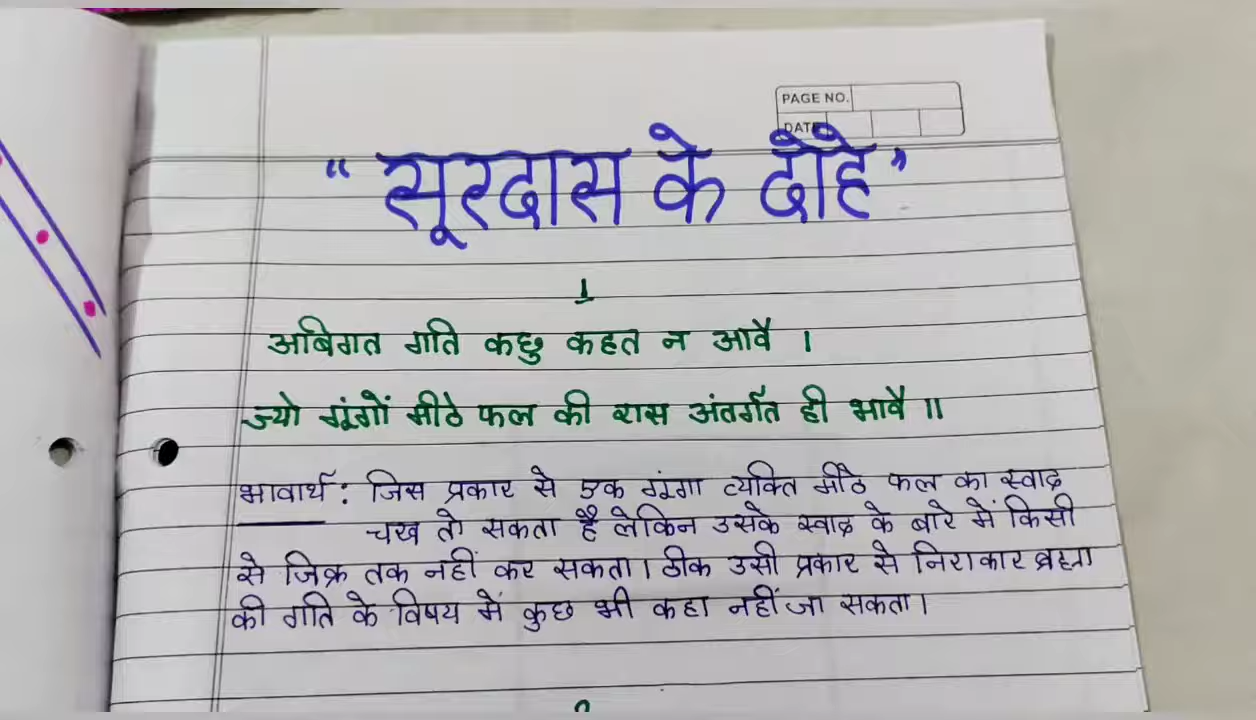 PAGE NO.
DATE
“सूरदास के दोहे”
1
अबिगत गति कछु कहत न आवै ।
ज्यो गूंगों मीठे फल की रास अंतर्गत ही भावै ॥
भावार्थ : जिस प्रकार से एक गूंगा व्यक्ति मीठे फल का स्वाद
चख तो सकता है लेकिन उसके स्वाद के बारे में किसी
से जिक्र तक नहीं कर सकता। ठीक उसी प्रकार से निराकार ब्रह्मा
की गति के विषय में कुछ भी कहा नहीं जा सकता।